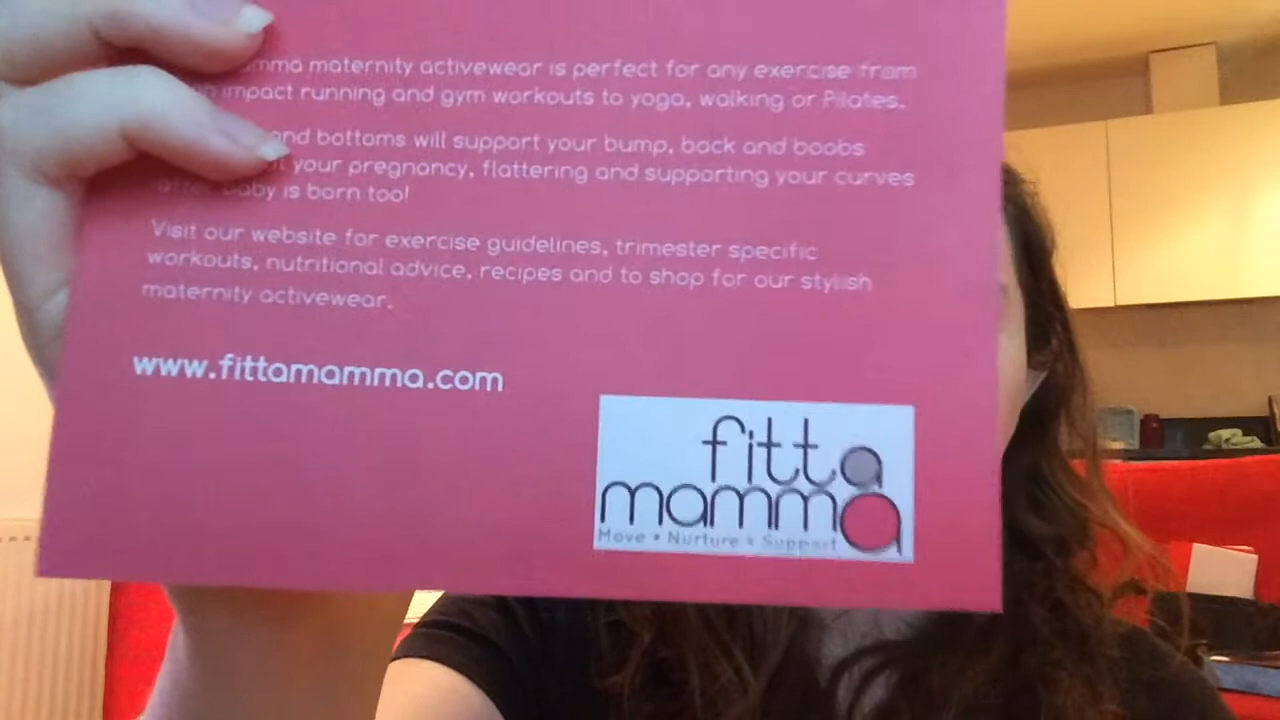 mma maternity activewear is perfect for any exercise from
impact running and gym workouts to yoga, walking or Pilates.
and bottoms will support your bump, back and boobs
your pregnancy, flattering and supporting your curves
after baby is born too!
Visit our website for exercise guidelines, trimester specific
workouts, nutritional advice, recipes and to shop for our stylish
maternity activewear.
www.fittamamma.com
fitta
mamma
Move • Nurture • Support